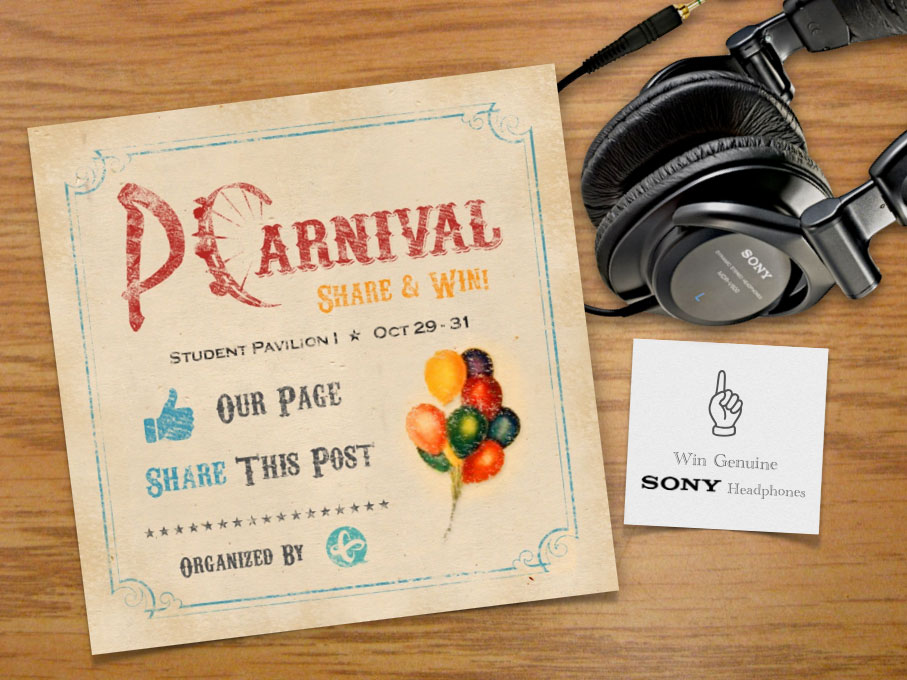 PCarnival
Share & Win!
Student Pavilion I ★ Oct 29 - 31
Our Page
Share This Post
Organized By
SONY
Win Genuine
SONY Headphones